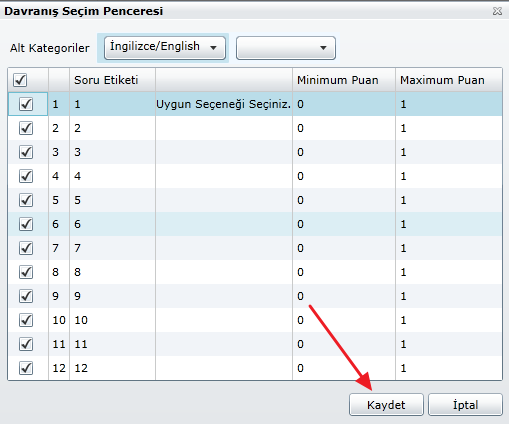 Davranış Seçim Penceresi
Alt Kategoriler İngilizce/English
Soru Etiketi Minimum Puan Maximum Puan
1 1 Uygun Seçeneği Seçiniz. 0 1
2 2 0 1
3 3 0 1
4 4 0 1
5 5 0 1
6 6 0 1
7 7 0 1
8 8 0 1
9 9 0 1
10 10 0 1
11 11 0 1
12 12 0 1
Kaydet İptal